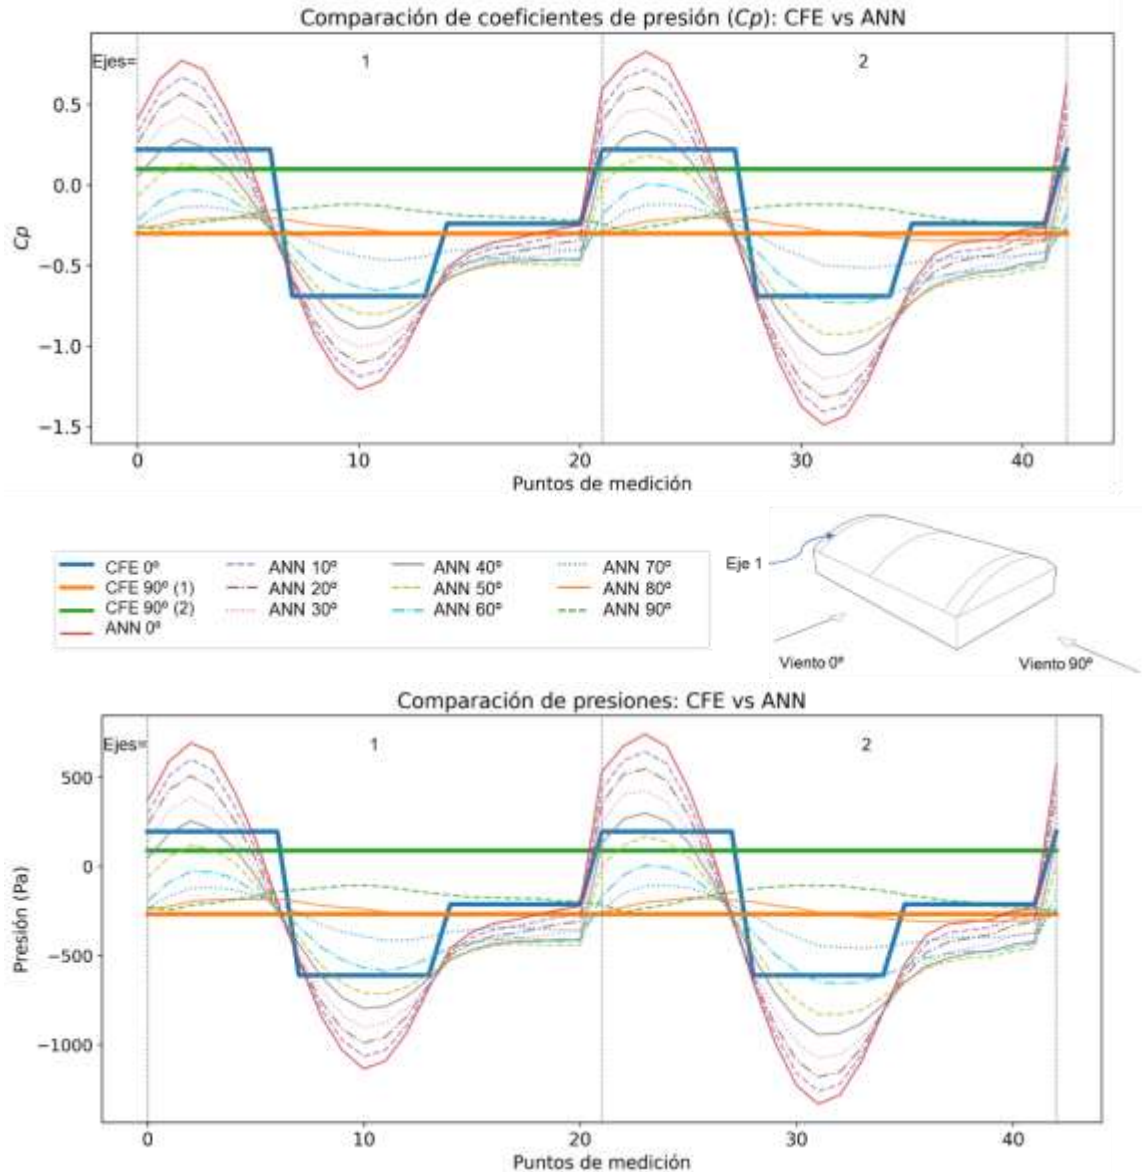 Comparación de coeficientes de presión (Cp): CFE vs ANN
Ejes=
1
2
0.5
0.0
−0.5
−1.0
−1.5
Cp
0
10
20
30
40
Puntos de medición
CFE 0º
CFE 90º (1)
CFE 90º (2)
ANN 0º
ANN 10º
ANN 20º
ANN 30º
ANN 40º
ANN 50º
ANN 60º
ANN 70º
ANN 80º
ANN 90º
Eje 1
Viento 0º
Viento 90º
Comparación de presiones: CFE vs ANN
Ejes=
1
2
500
0
−500
−1000
Presión (Pa)
0
10
20
30
40
Puntos de medición